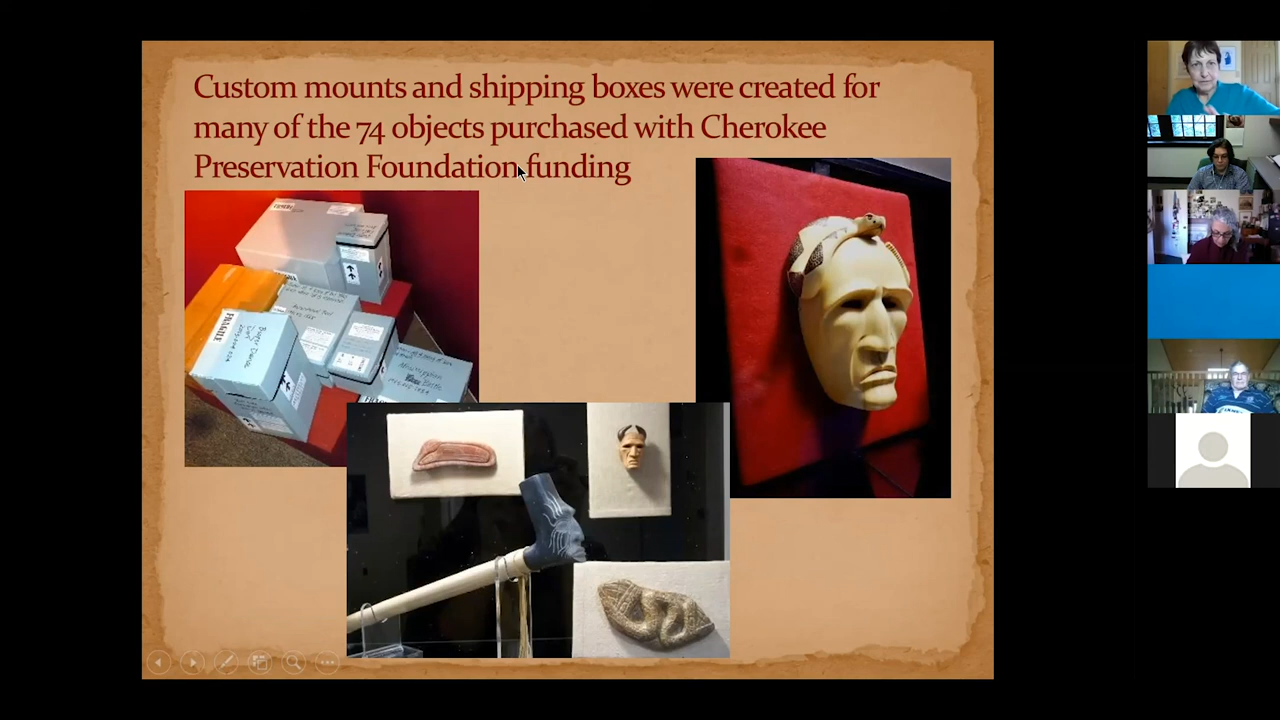 Custom mounts and shipping boxes were created for
many of the 74 objects purchased with Cherokee
Preservation Foundation funding
FRAGILE